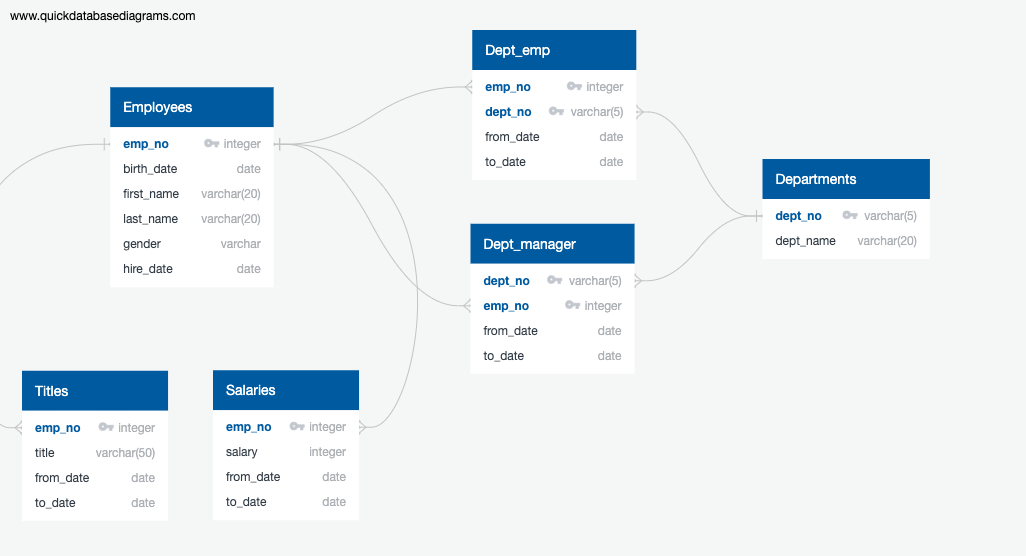 www.quickdatabasediagrams.com
Employees
emp_no integer
birth_date date
first_name varchar(20)
last_name varchar(20)
gender varchar
hire_date date
Dept_emp
emp_no integer
dept_no varchar(5)
from_date date
to_date date
Departments
dept_no varchar(5)
dept_name varchar(20)
Dept_manager
dept_no varchar(5)
emp_no integer
from_date date
to_date date
Titles
emp_no integer
title varchar(50)
from_date date
to_date date
Salaries
emp_no integer
salary integer
from_date date
to_date date